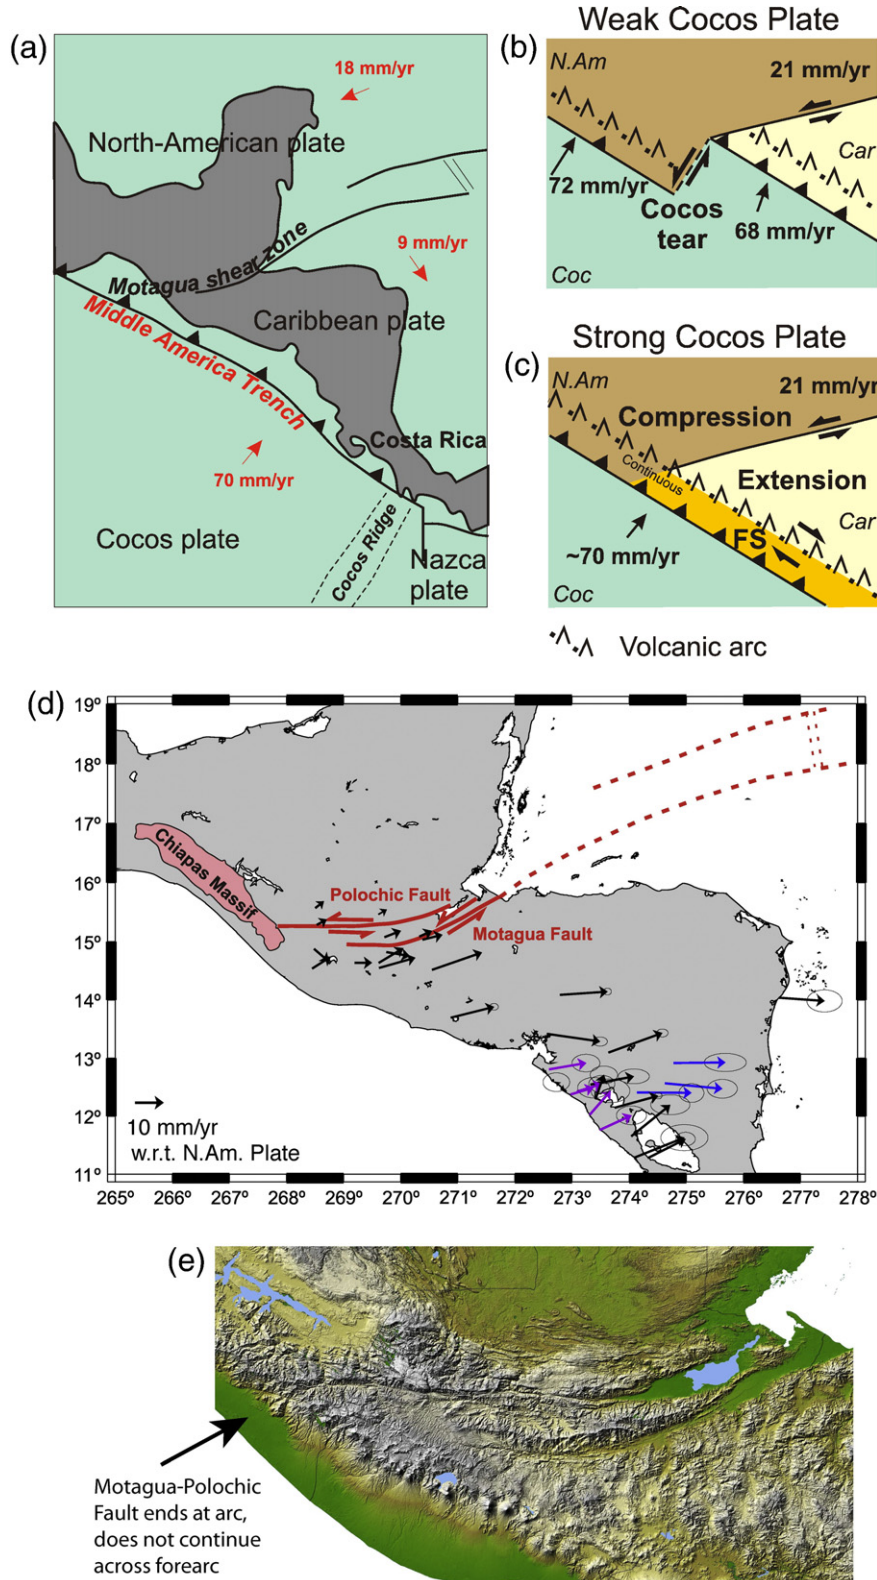 (a)
18 mm/yr
North-American plate
Motagua shear zone
9 mm/yr
Caribbean plate
Middle America Trench
Costa Rica
70 mm/yr
Cocos plate
Cocos Ridge
Nazca
plate
Weak Cocos Plate
(b)
N.Am
21 mm/yr
Car
72 mm/yr
Cocos
tear
68 mm/yr
Coc
Strong Cocos Plate
(c)
N.Am
21 mm/yr
Compression
Continuous
Extension
Car
FS
~70 mm/yr
Coc
Volcanic arc
(d)
19°
18°
17°
16°
15°
14°
13°
12°
11°
Chiapas Massif
Polochic Fault
Motagua Fault
10 mm/yr
w.r.t. N.Am. Plate
265° 266° 267° 268° 269° 270° 271° 272° 273° 274° 275° 276° 277° 278°
(e)
Motagua-Polochic
Fault ends at arc,
does not continue
across forearc